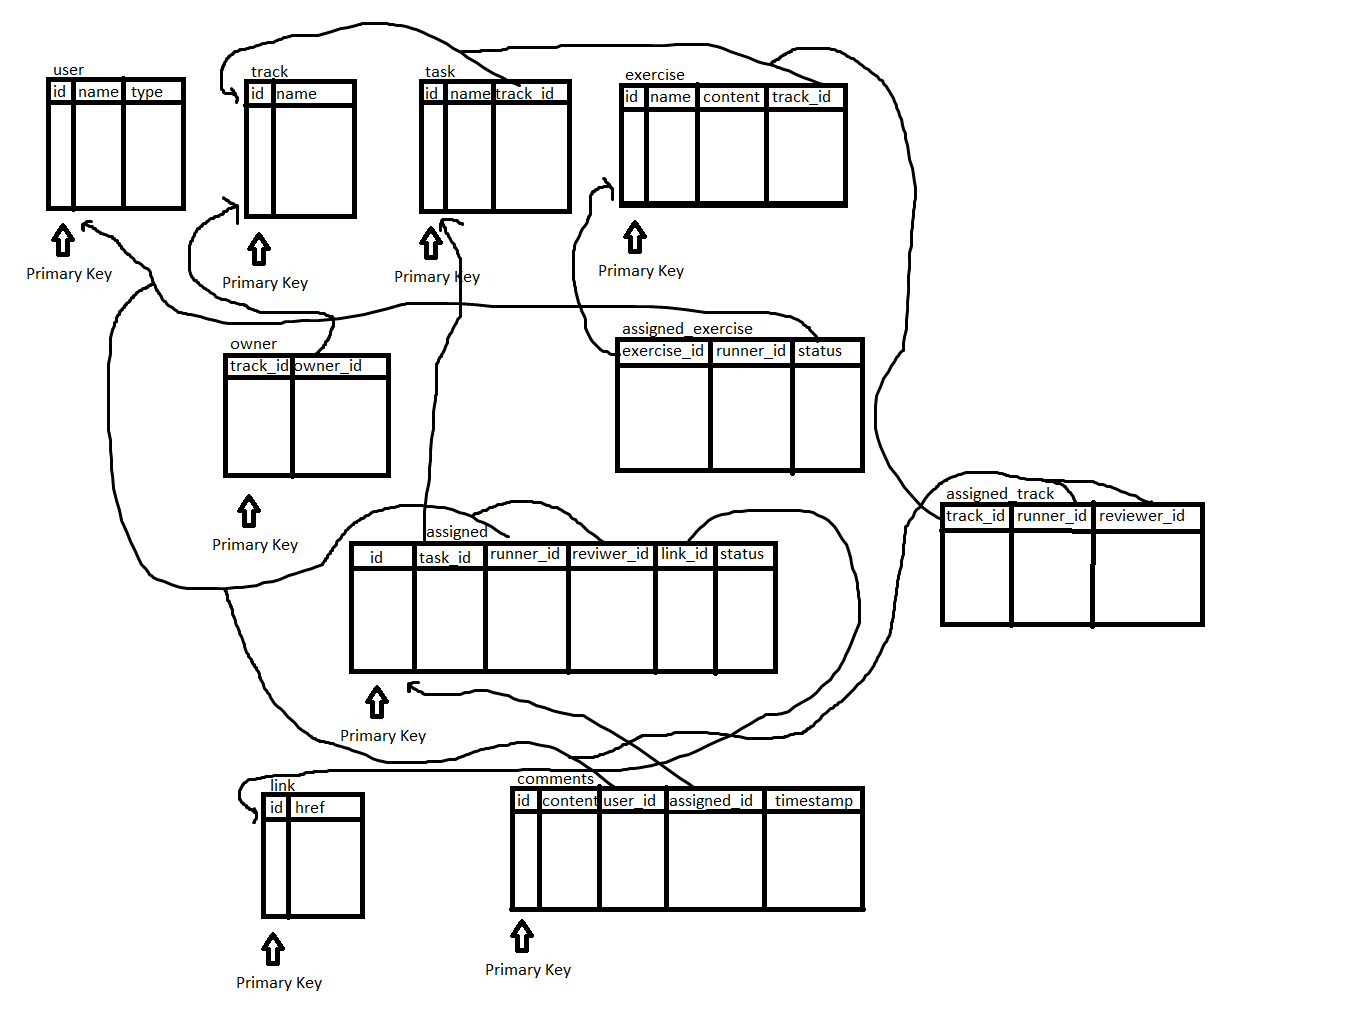 user
id name type
Primary Key
track
id name
Primary Key
task
id name track_id
Primary Key
exercise
id name content track_id
Primary Key
owner
track_id owner_id
Primary Key
assigned_exercise
exercise_id runner_id status
assigned_track
track_id runner_id reviewer_id
assigned
id task_id runner_id reviwer_id link_id status
Primary Key
link
id href
Primary Key
comments
id content user_id assigned_id timestamp
Primary Key